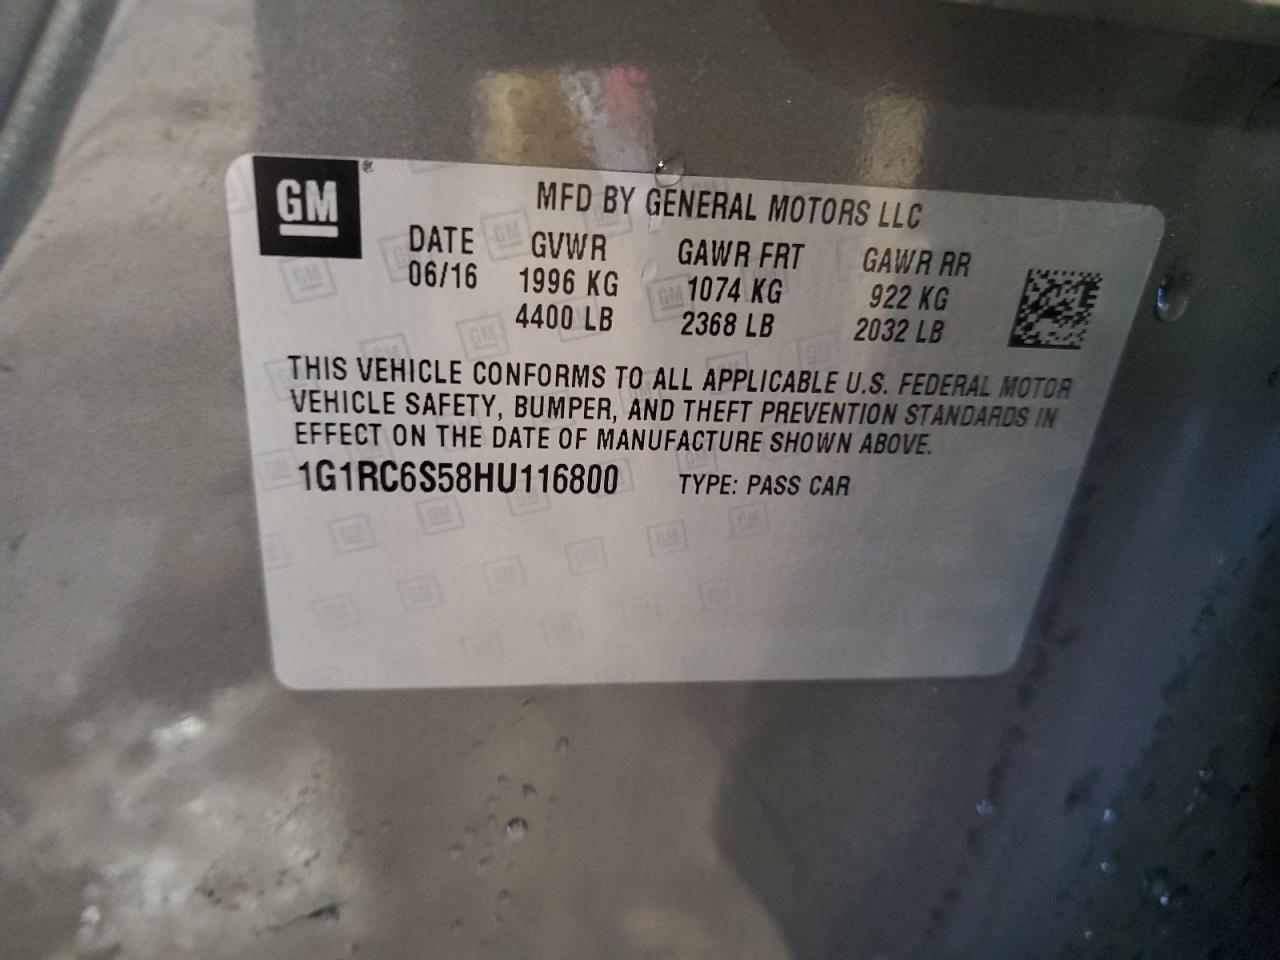 GM®
MFD BY GENERAL MOTORS LLC
DATE GVWR GAWR FRT GAWR RR
06/16 1996 KG 1074 KG 922 KG
4400 LB 2368 LB 2032 LB
THIS VEHICLE CONFORMS TO ALL APPLICABLE U.S. FEDERAL MOTOR
VEHICLE SAFETY, BUMPER, AND THEFT PREVENTION STANDARDS IN
EFFECT ON THE DATE OF MANUFACTURE SHOWN ABOVE.
1G1RC6S58HU116800 TYPE: PASS CAR